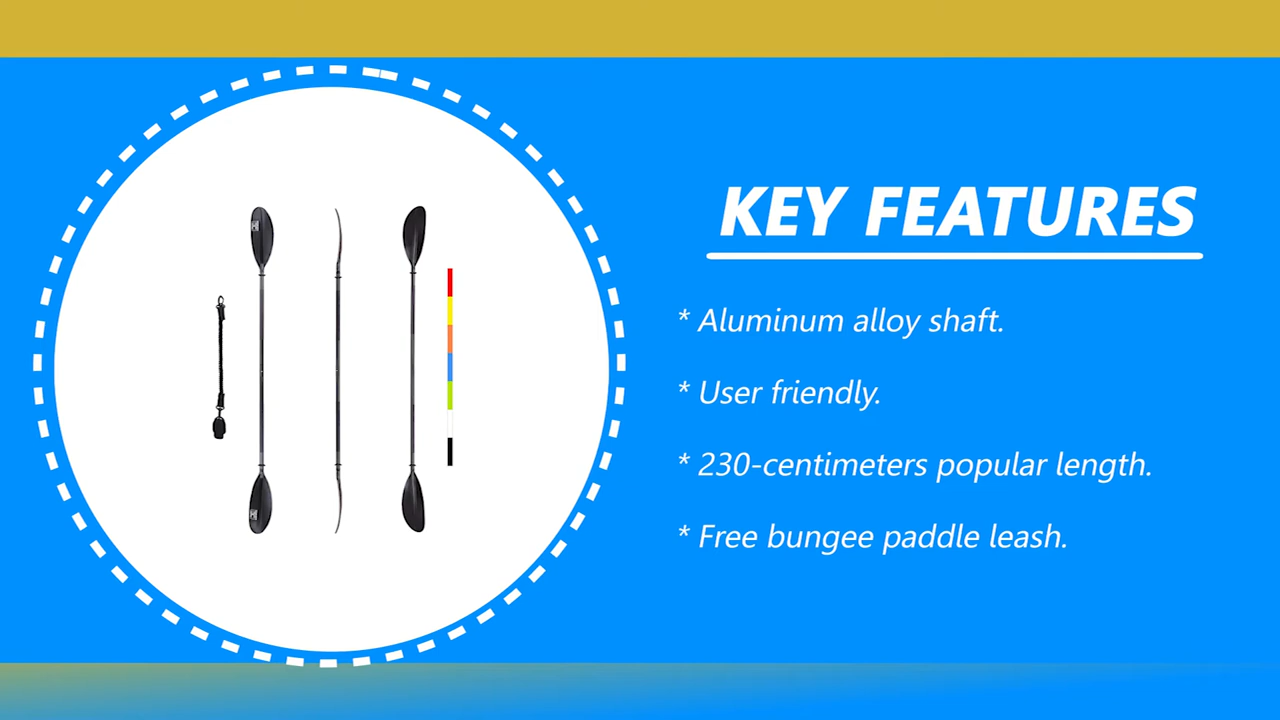 KEY FEATURES
* Aluminum alloy shaft.
* User friendly.
* 230-centimeters popular length.
* Free bungee paddle leash.